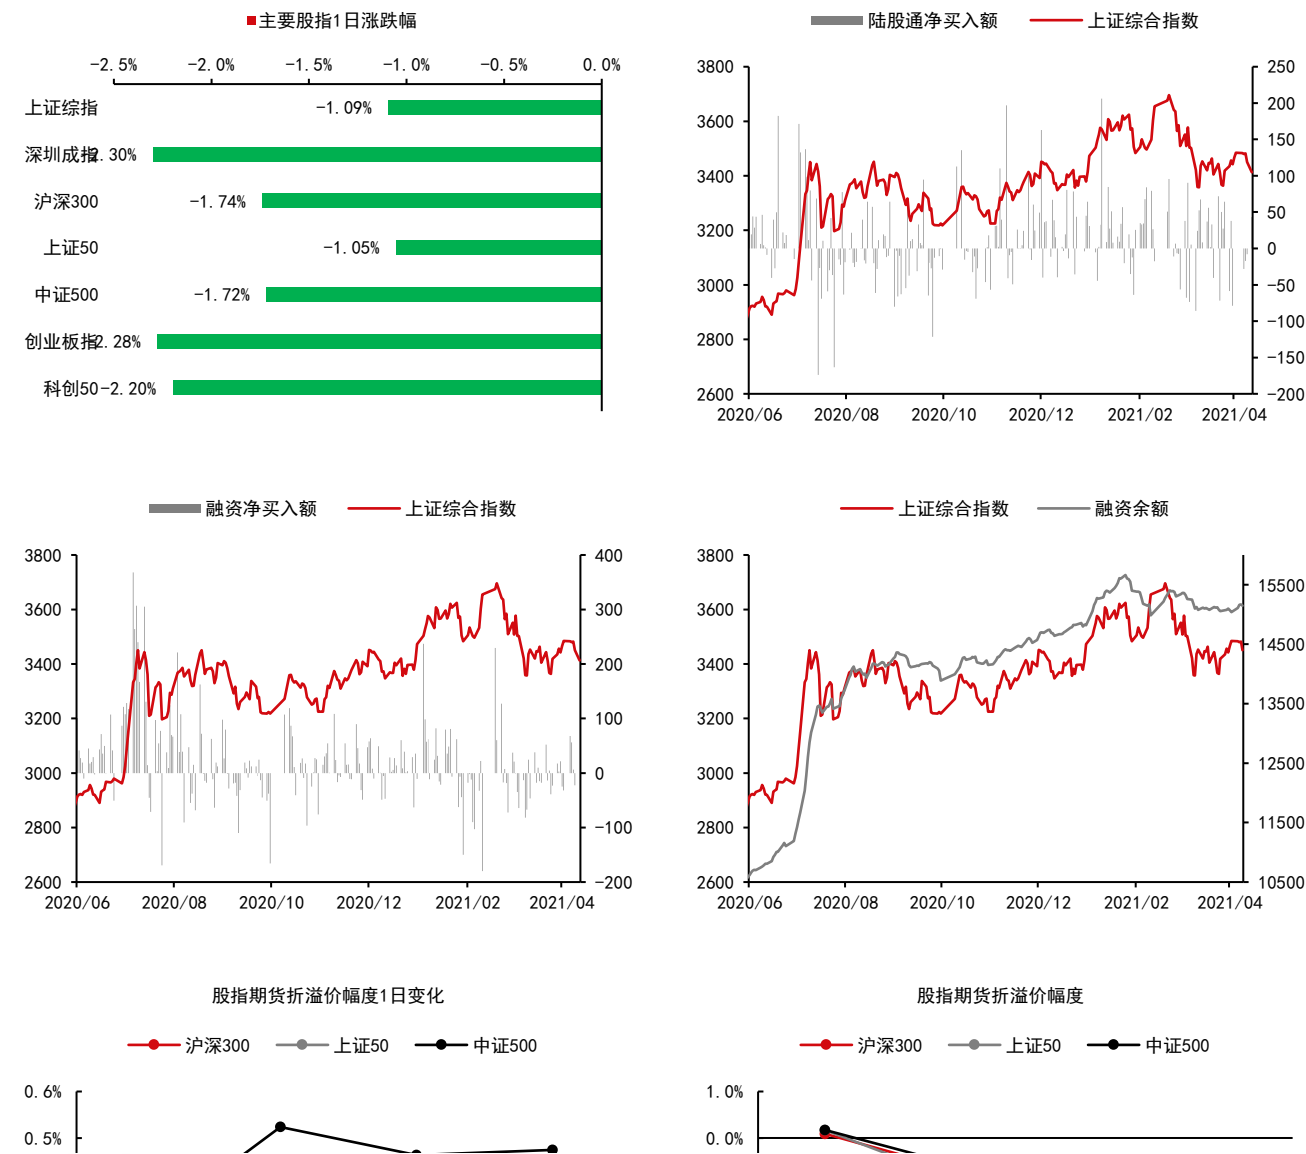 主要股指1日涨跌幅
-2.5% -2.0% -1.5% -1.0% -0.5% 0.0%
上证综指 -1.09%
深圳成指 -2.30%
沪深300 -1.74%
上证50 -1.05%
中证500 -1.72%
创业板指 -2.28%
科创50 -2.20%
陆股通净买入额 上证综合指数
3800 250
3600 200
3400 150
3200 100
3000 50
2800 0
2600 -50
-100
-150
-200
2020/06 2020/08 2020/10 2020/12 2021/02 2021/04
融资净买入额 上证综合指数
3800 400
3600 300
3400 200
3200 100
3000 0
2800 -100
2600 -200
2020/06 2020/08 2020/10 2020/12 2021/02 2021/04
上证综合指数 融资余额
3800
3600 15500
3400 14500
3200 13500
3000 12500
2800 11500
2600 10500
2020/06 2020/08 2020/10 2020/12 2021/02 2021/04
股指期货折溢价幅度1日变化
沪深300 上证50 中证500
0.6%
0.5%
股指期货折溢价幅度
沪深300 上证50 中证500
1.0%
0.0%